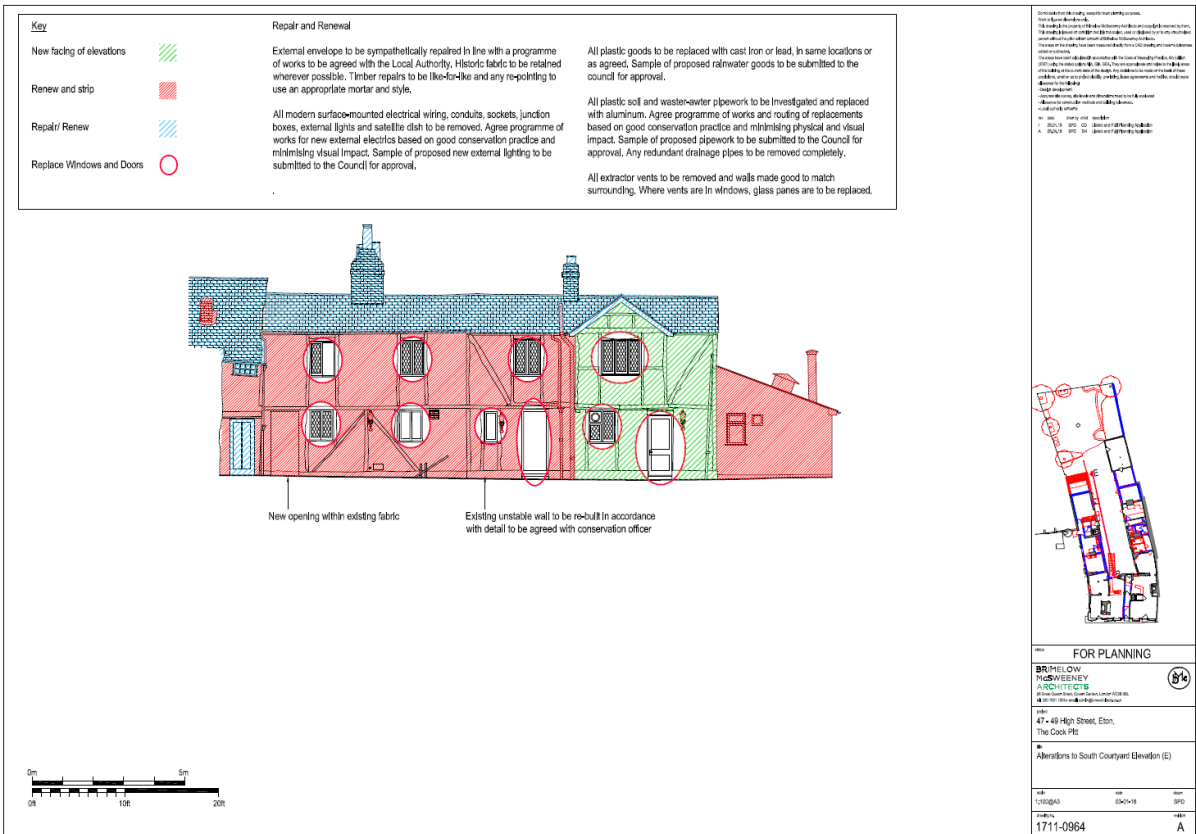 Key
New facing of elevations
Renew and strip
Repair/ Renew
Replace Windows and Doors
Repair and Renewal
External envelope to be sympathetically repaired in line with a programme
of works to be agreed with the Local Authority. Historic fabric to be retained
wherever possible. Timber repairs to be like-for-like and any re-pointing to
use an appropriate mortar and style.
All modern surface-mounted electrical wiring, conduits, sockets, junction
boxes, external lights and satellite dish to be removed. Agree programme of
works for new external electrics based on good conservation practice and
minimising visual impact. Sample of proposed new external lighting to be
submitted to the Council for approval.
.
All plastic goods to be replaced with cast iron or lead, in same locations or
as agreed. Sample of proposed rainwater goods to be submitted to the
council for approval.
All plastic soil and waster-awter pipework to be investigated and replaced
with aluminum. Agree programme of works and routing of replacements
based on good conservation practice and minimising physical and visual
impact. Sample of proposed pipework to be submitted to the Council for
approval. Any redundant drainage pipes to be removed completely.
All extractor vents to be removed and walls made good to match
surrounding. Where vents are in windows, glass panes are to be replaced.
New opening within existing fabric
Existing unstable wall to be re-built in accordance
with detail to be agreed with conservation officer
0m 5m
0ft 10ft 20ft
FOR PLANNING
BRIMELOW
McSWEENEY
ARCHITECTS
47 - 49 High Street, Eton,
The Cock Pitt
Alterations to South Courtyard Elevation (E)
1:100@A3 03-01-18 SPD
1711-0964 A